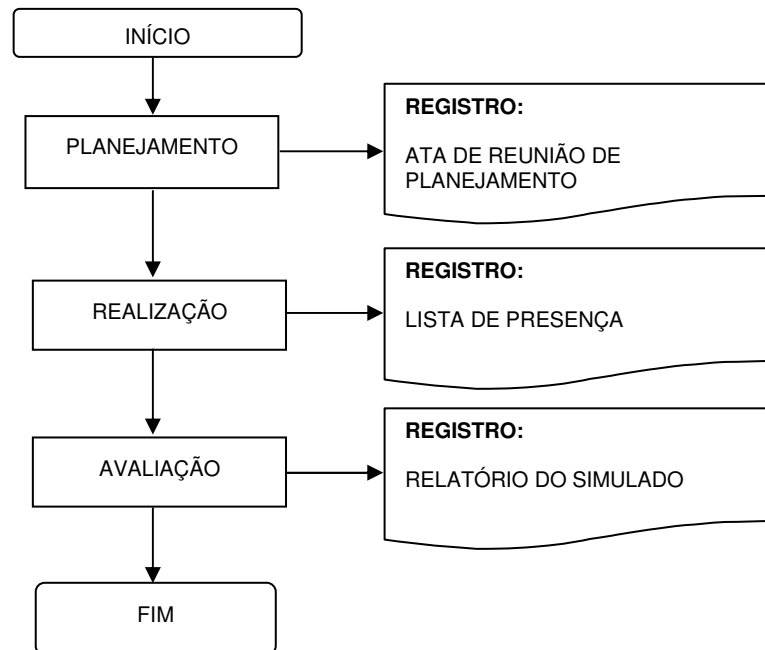 INÍCIO
PLANEJAMENTO
REGISTRO:
ATA DE REUNIÃO DE
PLANEJAMENTO
REALIZAÇÃO
REGISTRO:
LISTA DE PRESENÇA
AVALIAÇÃO
REGISTRO:
RELATÓRIO DO SIMULADO
FIM